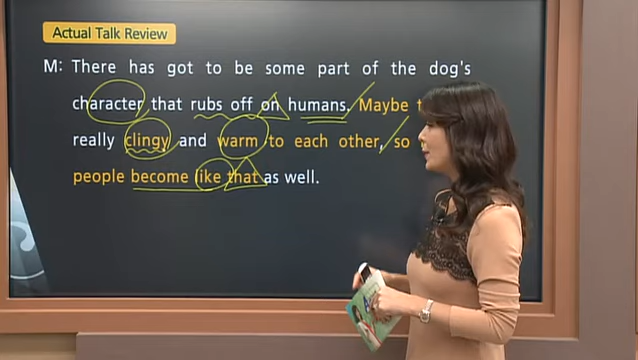 Actual Talk Review
M: There has got to be some part of the dog's
character that rubs off on humans. Maybe
really clingy and warm to each other, so
people become like that as well.